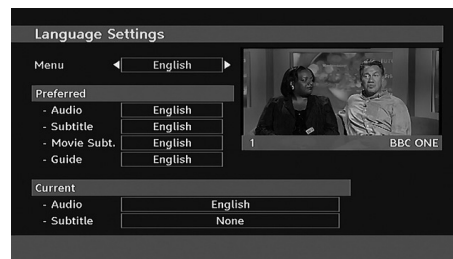 Language Settings
Menu English
Preferred
- Audio English
- Subtitle English
- Movie Subt. English
- Guide English
1 BBC ONE
Current
- Audio English
- Subtitle None